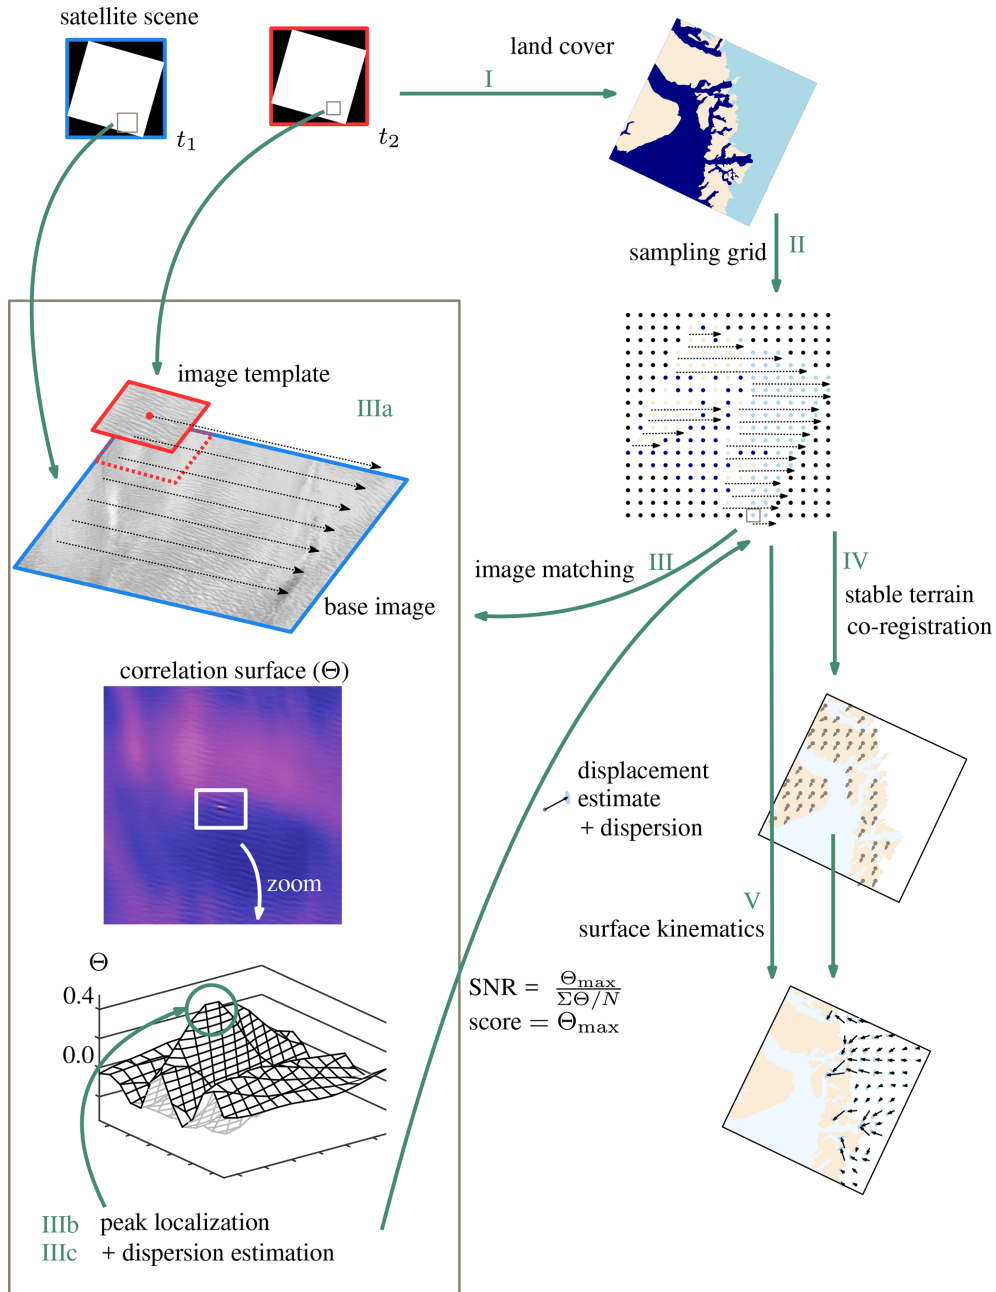 satellite scene
t1
t2
I
land cover
II
sampling grid
image template
IIIa
base image
III
image matching
IV
stable terrain
co-registration
correlation surface (Θ)
zoom
displacement
estimate
+ dispersion
V
surface kinematics
Θ
0.4
0.0
SNR = Θmax / ΣΘ/N
score = Θmax
IIIb peak localization
IIIc + dispersion estimation